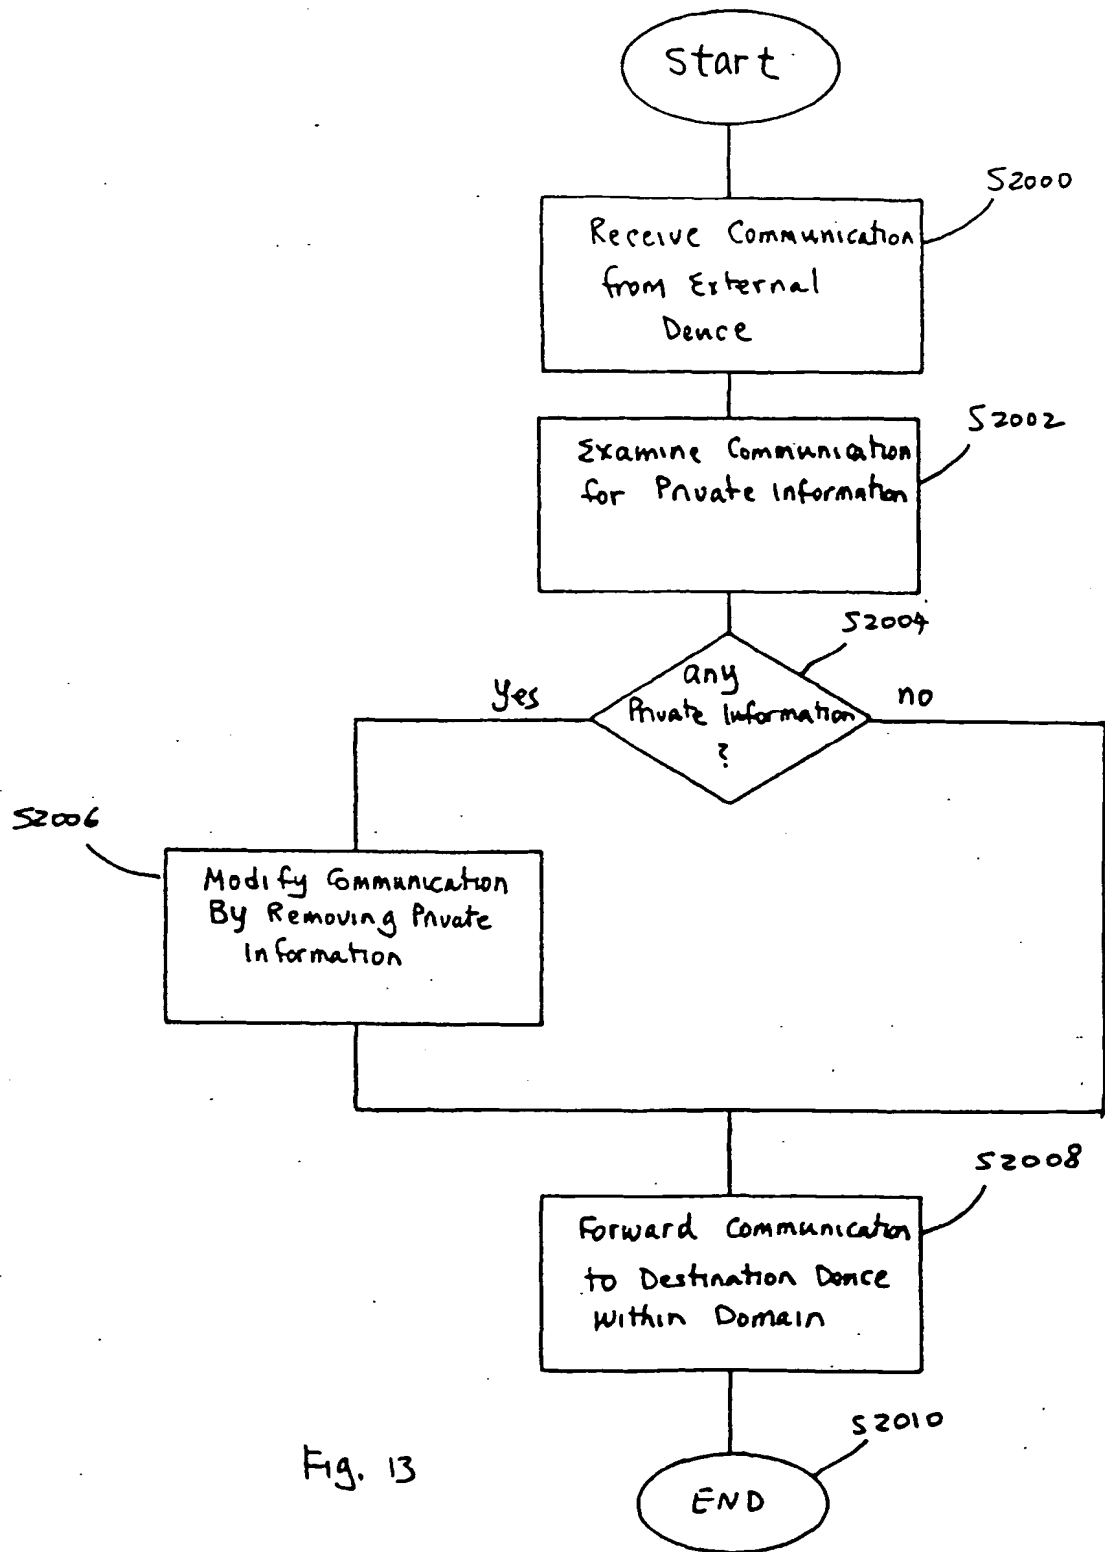 Start
S2000
Receive Communication
from External
Device
S2002
Examine Communication
for Private Information
S2004
any
Private Information
?
Yes
no
S2006
Modify Communication
By Removing Private
Information
S2008
Forward Communication
to Destination Device
within Domain
S2010
END
Fig. 13